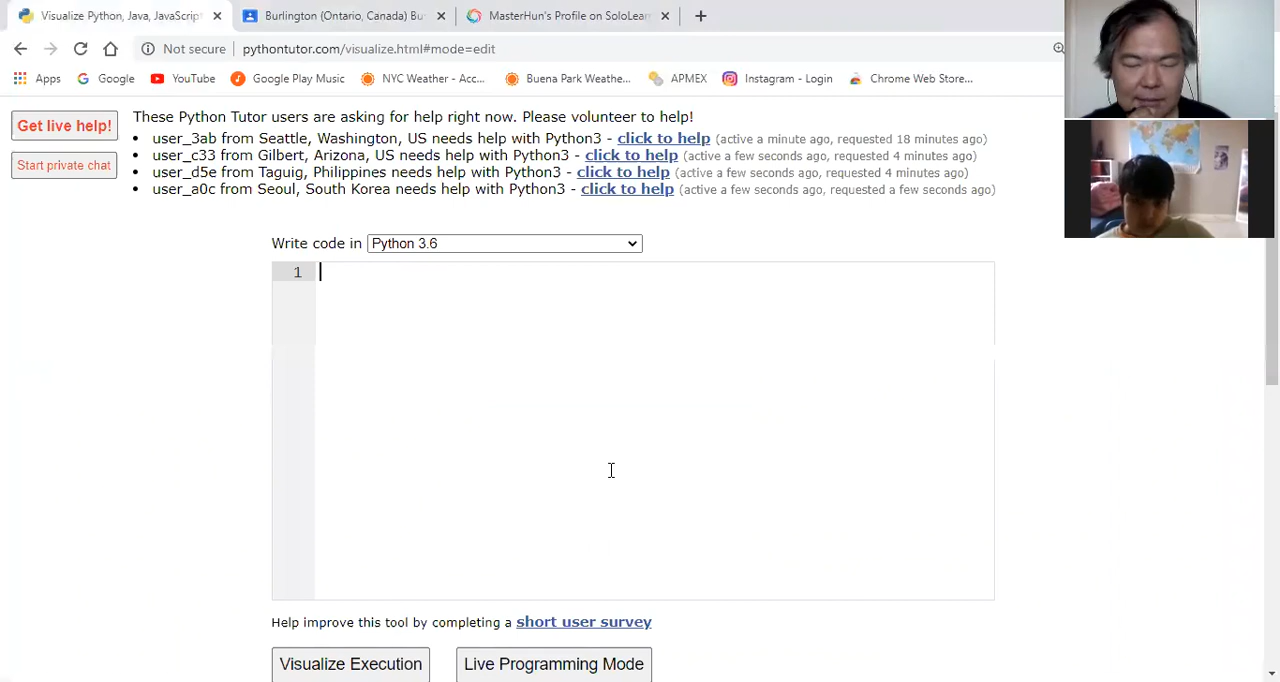 Visualize Python, Java, JavaScript
Burlington (Ontario, Canada) Bu
MasterHun's Profile on SoloLearn
Not secure pythontutor.com/visualize.html#mode=edit
Apps Google YouTube Google Play Music NYC Weather - Acc... Buena Park Weathe... APMEX Instagram - Login Chrome Web Store...
Get live help!
Start private chat
These Python Tutor users are asking for help right now. Please volunteer to help!
• user_3ab from Seattle, Washington, US needs help with Python3 - click to help (active a minute ago, requested 18 minutes ago)
• user_c33 from Gilbert, Arizona, US needs help with Python3 - click to help (active a few seconds ago, requested 4 minutes ago)
• user_d5e from Taguig, Philippines needs help with Python3 - click to help (active a few seconds ago, requested 4 minutes ago)
• user_a0c from Seoul, South Korea needs help with Python3 - click to help (active a few seconds ago, requested a few seconds ago)
Write code in Python 3.6
1
Help improve this tool by completing a short user survey
Visualize Execution Live Programming Mode